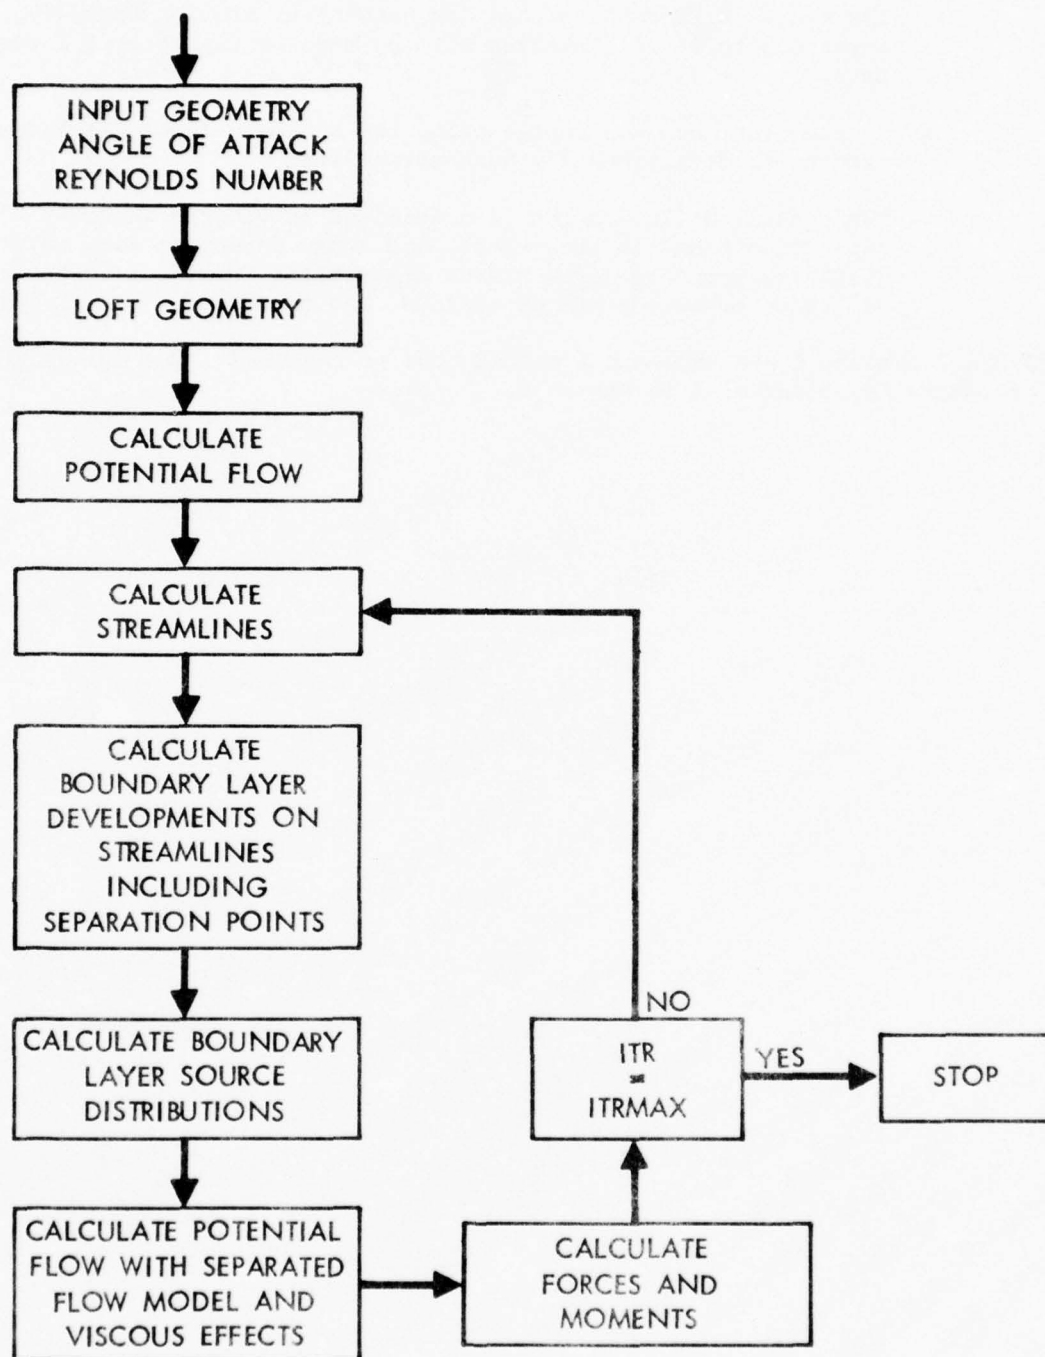 INPUT GEOMETRY
ANGLE OF ATTACK
REYNOLDS NUMBER
LOFT GEOMETRY
CALCULATE
POTENTIAL FLOW
CALCULATE
STREAMLINES
CALCULATE
BOUNDARY LAYER
DEVELOPMENTS ON
STREAMLINES
INCLUDING
SEPARATION POINTS
CALCULATE BOUNDARY
LAYER SOURCE
DISTRIBUTIONS
CALCULATE POTENTIAL
FLOW WITH SEPARATED
FLOW MODEL AND
VISCOUS EFFECTS
CALCULATE
FORCES AND
MOMENTS
ITR
=
ITRMAX
NO
YES
STOP